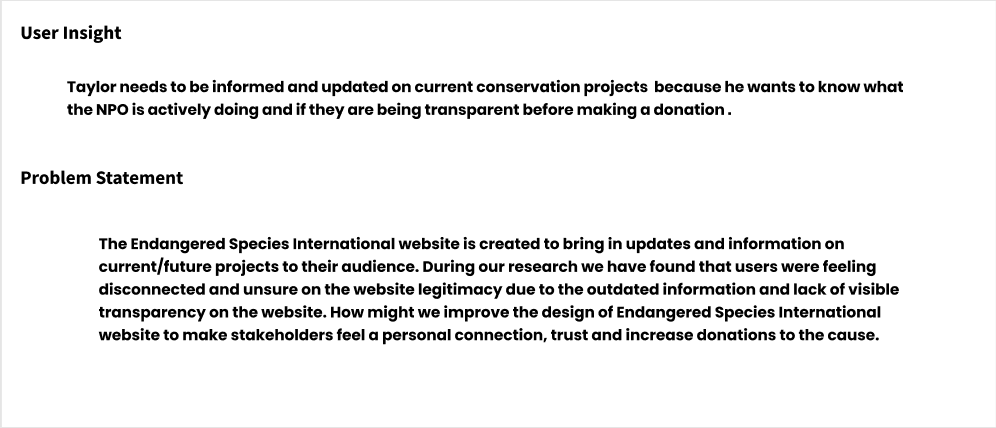 User Insight
Taylor needs to be informed and updated on current conservation projects because he wants to know what
the NPO is actively doing and if they are being transparent before making a donation .
Problem Statement
The Endangered Species International website is created to bring in updates and information on
current/future projects to their audience. During our research we have found that users were feeling
disconnected and unsure on the website legitimacy due to the outdated information and lack of visible
transparency on the website. How might we improve the design of Endangered Species International
website to make stakeholders feel a personal connection, trust and increase donations to the cause.